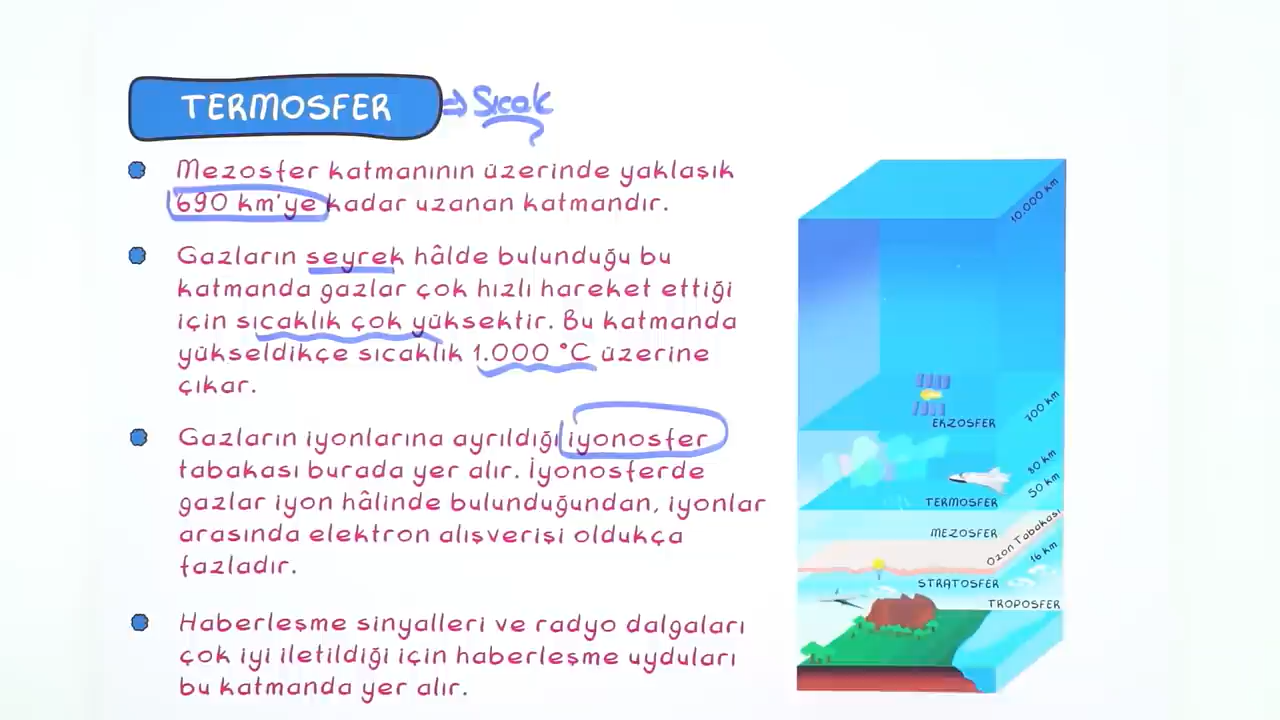 TERMOSFER ⇒ Sıcak
Mezosfer katmanının üzerinde yaklaşık
690 km'ye kadar uzanan katmandır.
Gazların seyrek hâlde bulunduğu bu
katmanda gazlar çok hızlı hareket ettiği
için sıcaklık çok yüksektir. Bu katmanda
yükseldikçe sıcaklık 1.000 °C üzerine
çıkar.
Gazların iyonlarına ayrıldığı iyonosfer
tabakası burada yer alır. İyonosferde
gazlar iyon hâlinde bulunduğundan, iyonlar
arasında elektron alışverişi oldukça
fazladır.
Haberleşme sinyalleri ve radyo dalgaları
çok iyi iletildiği için haberleşme uyduları
bu katmanda yer alır.
10.000 km
700 km
EKZOSFER
80 km
50 km
TERMOSFER
Ozon Tabakası
MEZOSFER
16 km
STRATOSFER
TROPOSFER